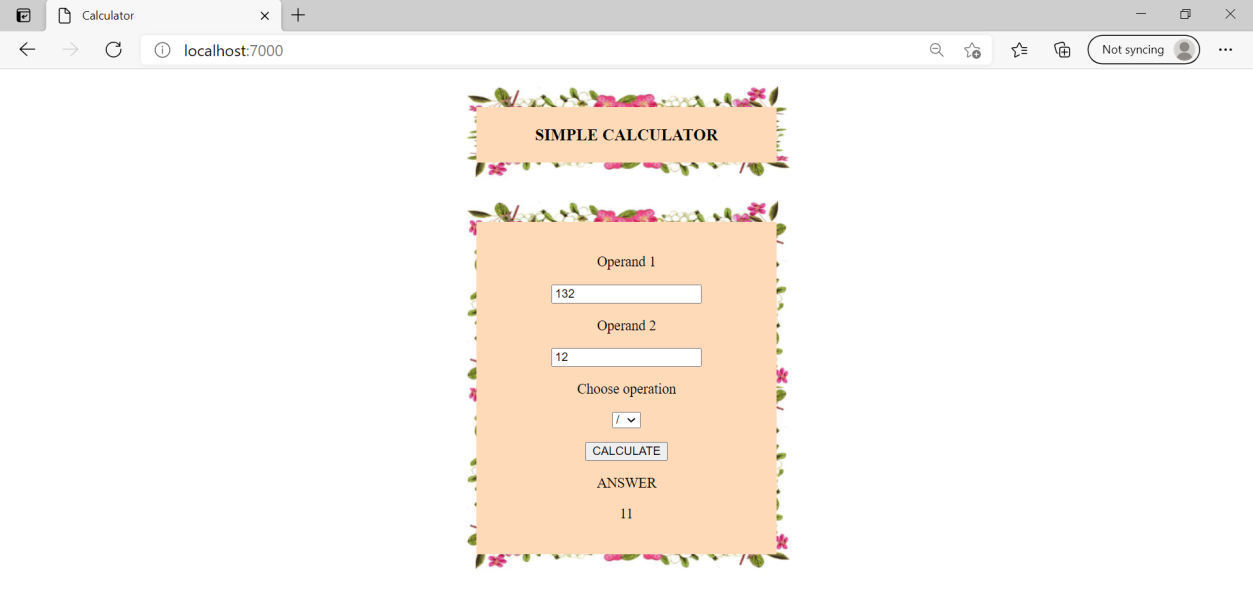 Calculator
localhost:7000
Not syncing
SIMPLE CALCULATOR
Operand 1
132
Operand 2
12
Choose operation
/
CALCULATE
ANSWER
11